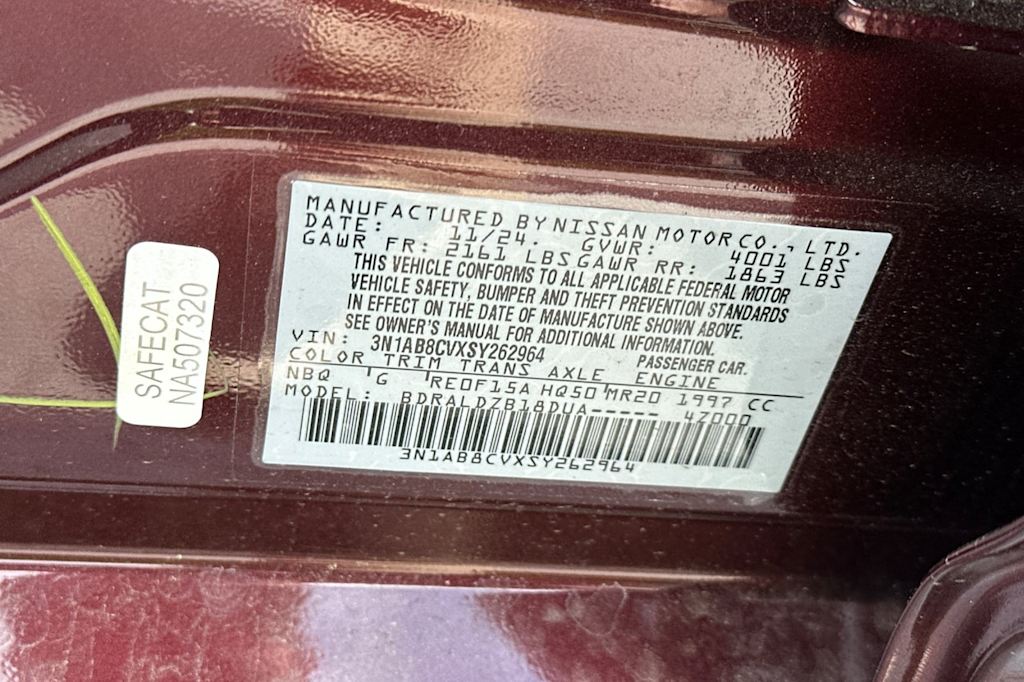 MANUFACTURED BY NISSAN MOTOR CO., LTD.
DATE: 11/24. GVWR: 4001 LBS
GAWR FR: 2161 LBS GAWR RR: 1863 LBS
THIS VEHICLE CONFORMS TO ALL APPLICABLE FEDERAL MOTOR
VEHICLE SAFETY, BUMPER AND THEFT PREVENTION STANDARDS
IN EFFECT ON THE DATE OF MANUFACTURE SHOWN ABOVE.
SEE OWNER'S MANUAL FOR ADDITIONAL INFORMATION.
VIN: 3N1AB8CVXSY262964 PASSENGER CAR.
COLOR TRIM TRANS AXLE ENGINE
NBQ G RE0F15A HQ50 MR20 1997 CC
MODEL: BDRALDZB18DUA----- 4Z000
3N1AB8CVXSY262964
SAFECAT
NA507320